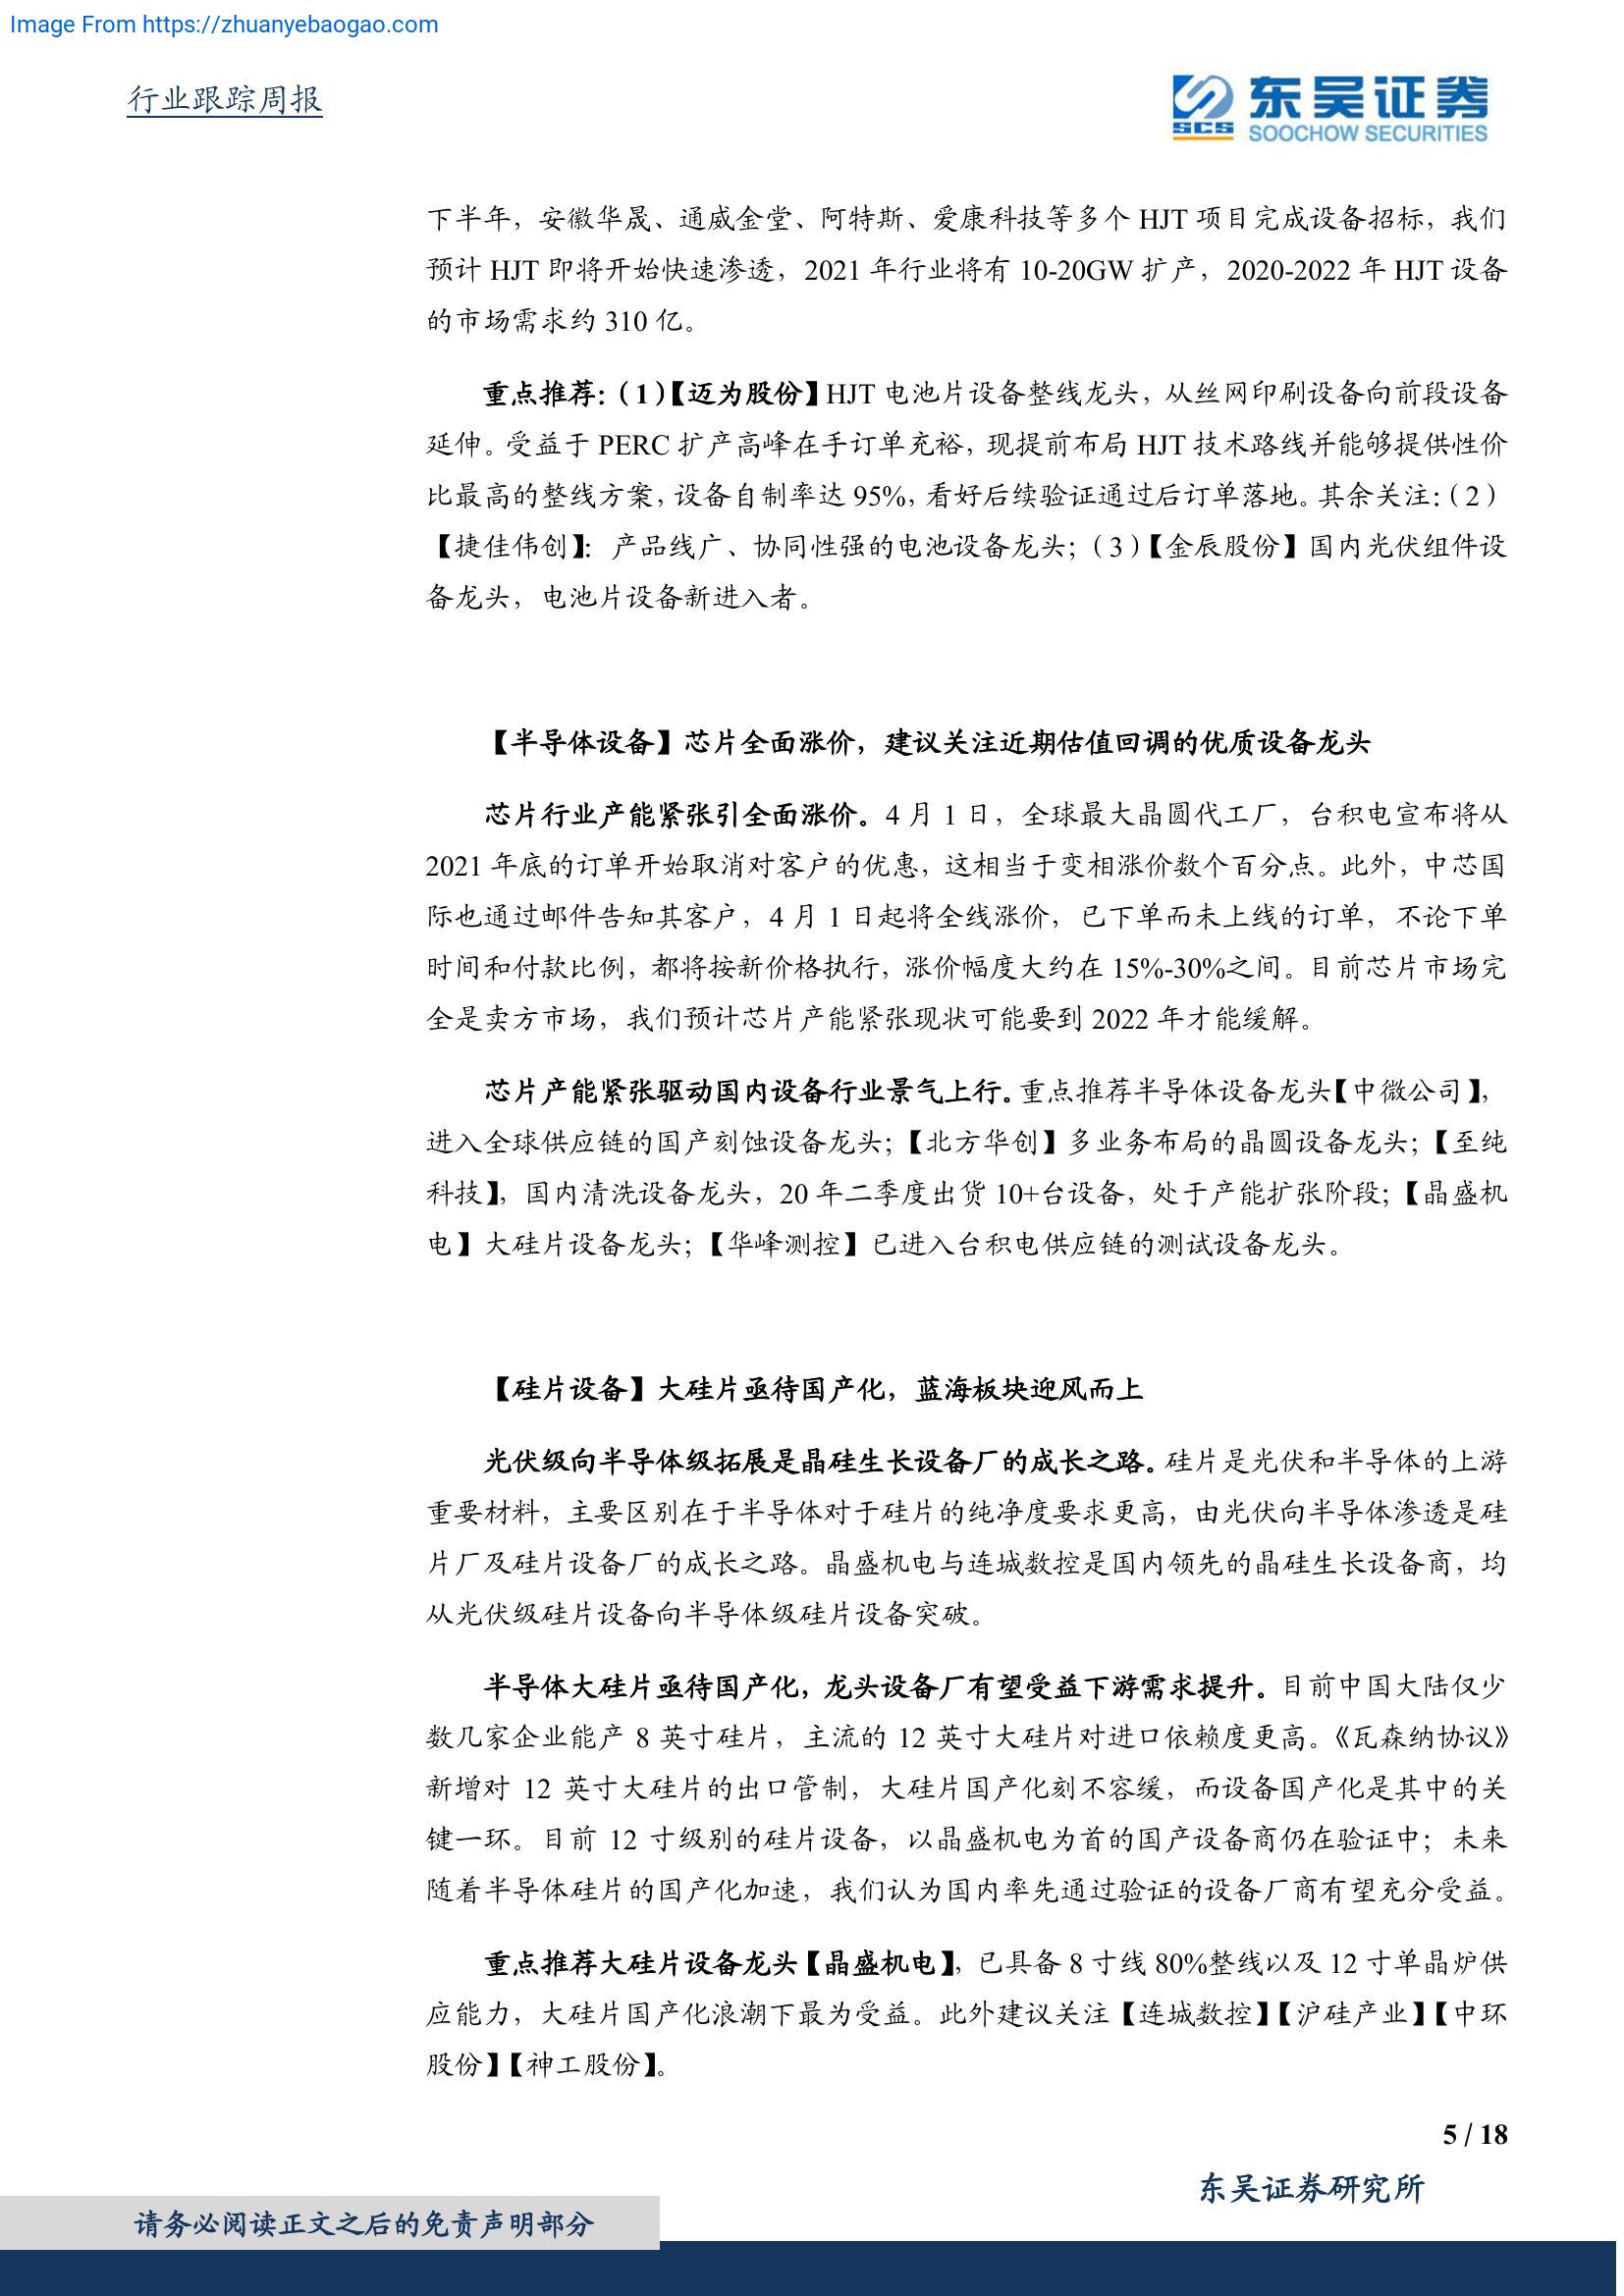 Image From https://zhuanyebaogao.com
行业跟踪周报
东吴证券
SCS
SOOCHOW SECURITIES
下半年，安徽华晟、通威金堂、阿特斯、爱康科技等多个 HJT 项目完成设备招标，我们
预计 HJT 即将开始快速渗透，2021 年行业将有 10-20GW 扩产，2020-2022 年 HJT 设备
的市场需求约 310 亿。
重点推荐：（1）【迈为股份】HJT 电池片设备整线龙头，从丝网印刷设备向前段设备
延伸。受益于 PERC 扩产高峰在手订单充裕，现提前布局 HJT 技术路线并能够提供性价
比最高的整线方案，设备自制率达 95%，看好后续验证通过后订单落地。其余关注：（2）
【捷佳伟创】：产品线广、协同性强的电池设备龙头；（3）【金辰股份】国内光伏组件设
备龙头，电池片设备新进入者。
【半导体设备】芯片全面涨价，建议关注近期估值回调的优质设备龙头
芯片行业产能紧张引全面涨价。4 月 1 日，全球最大晶圆代工厂，台积电宣布将从
2021 年底的订单开始取消对客户的优惠，这相当于变相涨价数个百分点。此外，中芯国
际也通过邮件告知其客户，4 月 1 日起将全线涨价，已下单而未上线的订单，不论下单
时间和付款比例，都将按新价格执行，涨价幅度大约在 15%-30%之间。目前芯片市场完
全是卖方市场，我们预计芯片产能紧张现状可能要到 2022 年才能缓解。
芯片产能紧张驱动国内设备行业景气上行。重点推荐半导体设备龙头【中微公司】，
进入全球供应链的国产刻蚀设备龙头；【北方华创】多业务布局的晶圆设备龙头；【至纯
科技】，国内清洗设备龙头，20 年二季度出货 10+台设备，处于产能扩张阶段；【晶盛机
电】大硅片设备龙头；【华峰测控】已进入台积电供应链的测试设备龙头。
【硅片设备】大硅片亟待国产化，蓝海板块迎风而上
光伏级向半导体级拓展是晶硅生长设备厂的成长之路。硅片是光伏和半导体的上游
重要材料，主要区别在于半导体对于硅片的纯净度要求更高，由光伏向半导体渗透是硅
片厂及硅片设备厂的成长之路。晶盛机电与连城数控是国内领先的晶硅生长设备商，均
从光伏级硅片设备向半导体级硅片设备突破。
半导体大硅片亟待国产化，龙头设备厂有望受益下游需求提升。目前中国大陆仅少
数几家企业能产 8 英寸硅片，主流的 12 英寸大硅片对进口依赖度更高。《瓦森纳协议》
新增对 12 英寸大硅片的出口管制，大硅片国产化刻不容缓，而设备国产化是其中的关
键一环。目前 12 寸级别的硅片设备，以晶盛机电为首的国产设备商仍在验证中；未来
随着半导体硅片的国产化加速，我们认为国内率先通过验证的设备厂商有望充分受益。
重点推荐大硅片设备龙头【晶盛机电】，已具备 8 寸线 80%整线以及 12 寸单晶炉供
应能力，大硅片国产化浪潮下最为受益。此外建议关注【连城数控】【沪硅产业】【中环
股份】【神工股份】。
5 / 18
东吴证券研究所
请务必阅读正文之后的免责声明部分